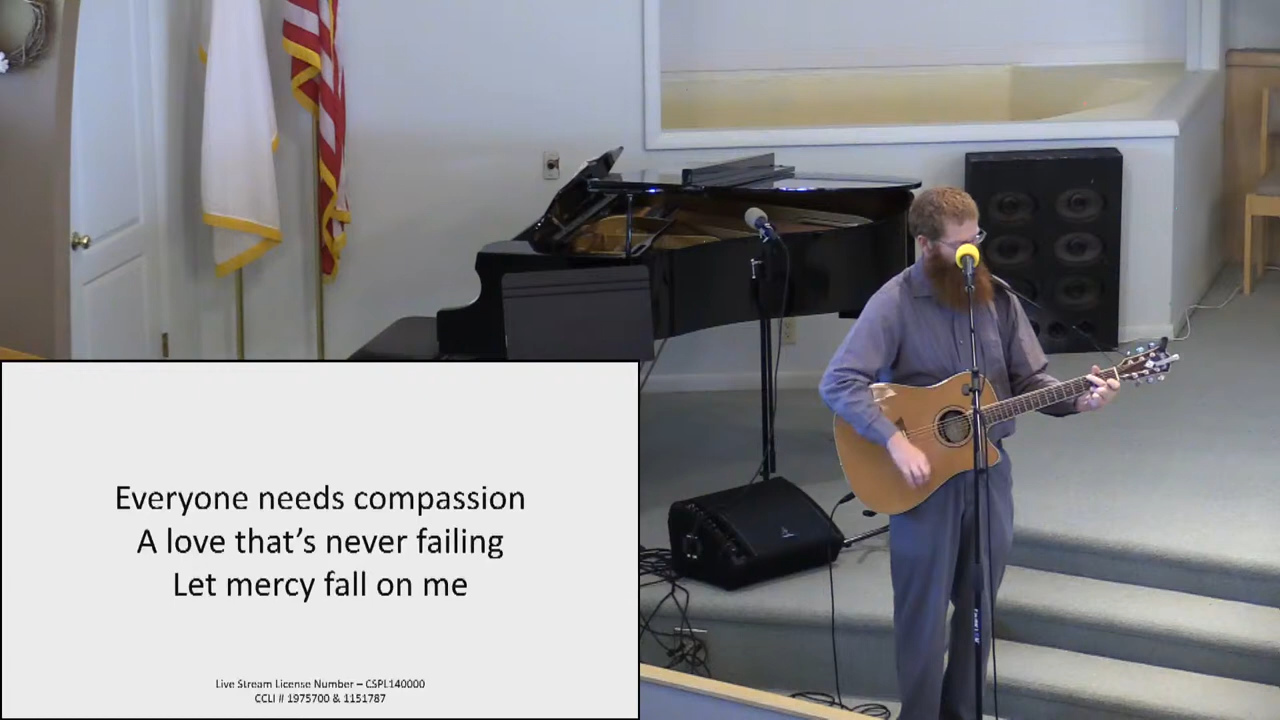 Everyone needs compassion
A love that’s never failing
Let mercy fall on me
Live Stream License Number – CSPL140000
CCLI # 1975700 & 1151787